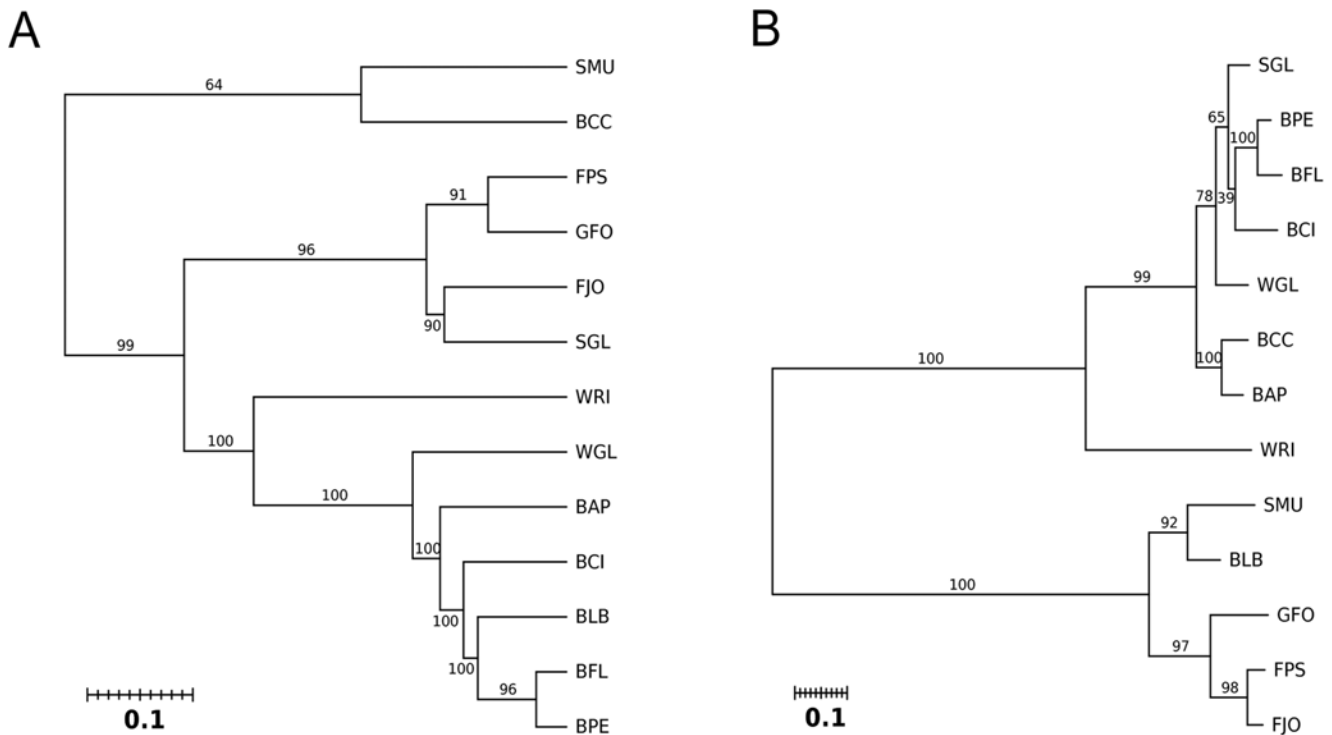 A
SMU
64
BCC
FPS
91
GFO
96
FJO
90
SGL
99
WRI
100
WGL
100
BAP
100
BCI
100
BLB
100
BFL
96
BPE
0.1
B
SGL
65
BPE
100
BFL
78
39
BCI
99
WGL
BCC
100
BAP
100
WRI
SMU
92
BLB
100
GFO
97
FPS
98
FJO
0.1